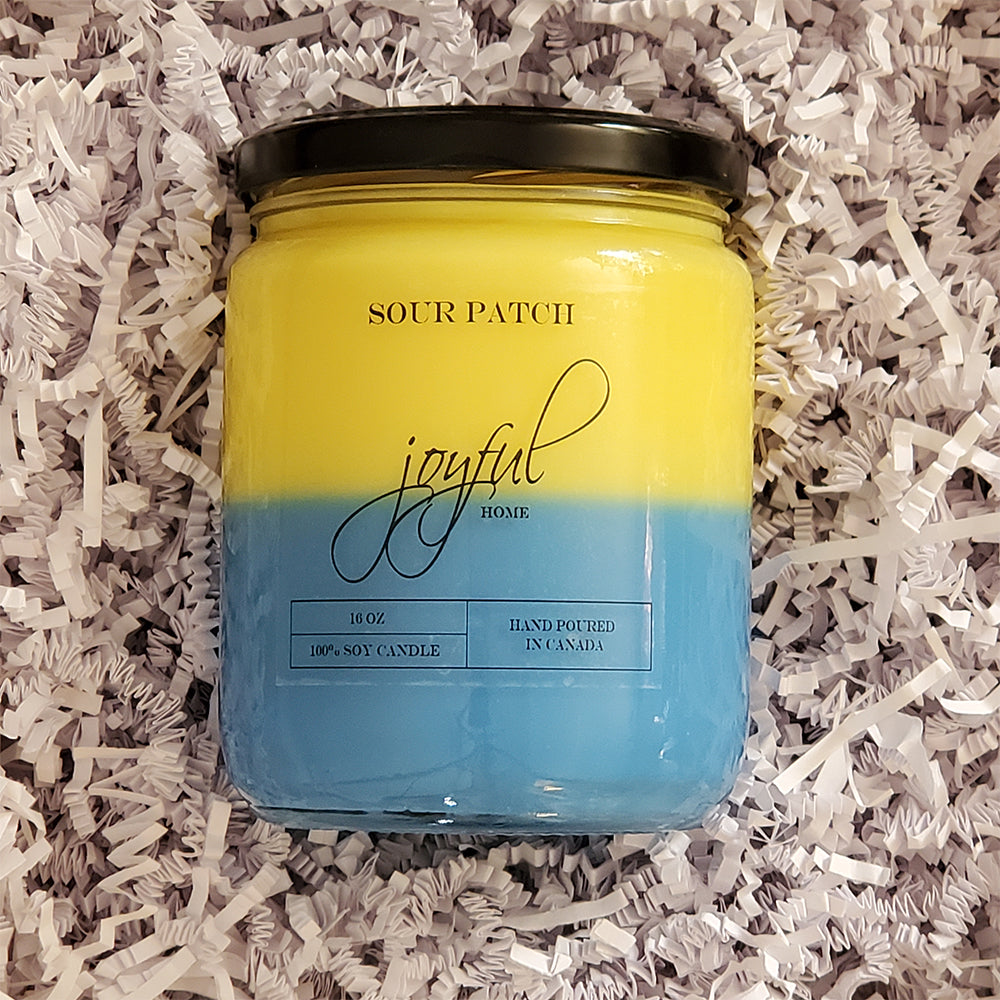 SOUR PATCH
joyful
HOME
16 OZ
100% SOY CANDLE
HAND POURED
IN CANADA